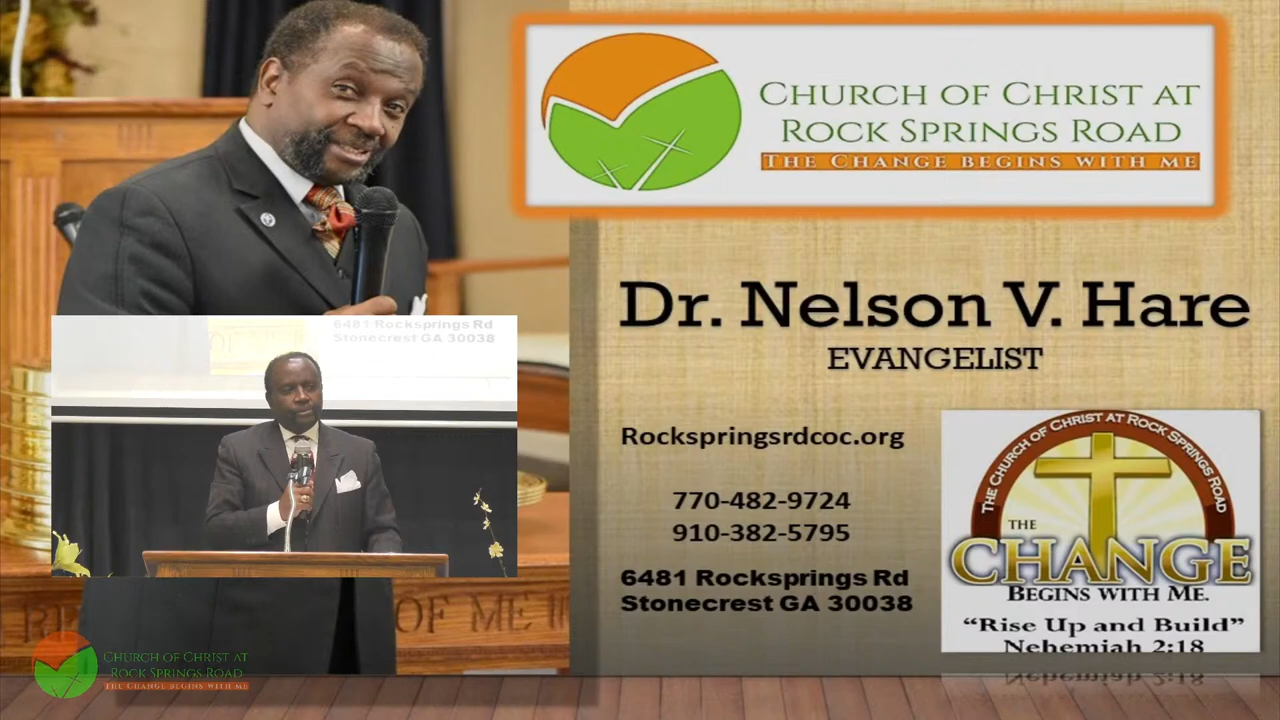 CHURCH OF CHRIST AT
ROCK SPRINGS ROAD
THE CHANGE BEGINS WITH ME
Dr. Nelson V. Hare
EVANGELIST
Rockspringsrdcoc.org
770-482-9724
910-382-5795
6481 Rocksprings Rd
Stonecrest GA 30038
THE CHURCH OF CHRIST AT ROCK SPRINGS ROAD
THE
CHANGE
BEGINS WITH ME.
“Rise Up and Build”
Nehemiah 2:18
6481 Rocksprings Rd
Stonecrest GA 30038
OF ME
CHURCH OF CHRIST AT
ROCK SPRINGS ROAD
THE CHANGE BEGINS WITH ME